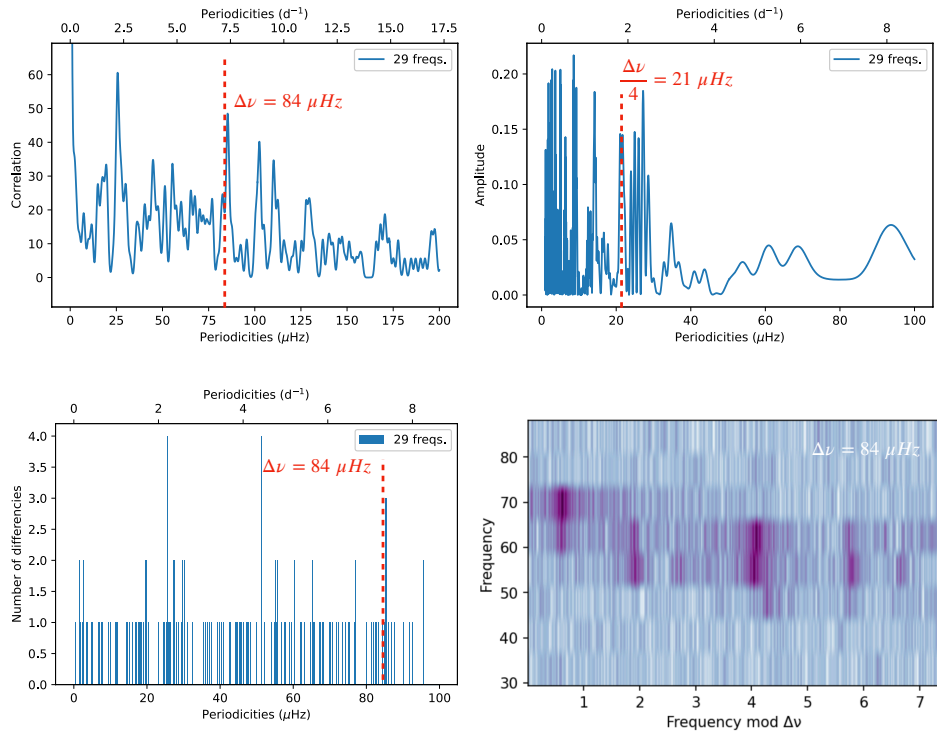 Periodicities (d⁻¹)
0.0 2.5 5.0 7.5 10.0 12.5 15.0 17.5
29 freqs.
Δν = 84 μHz
Correlation
60
50
40
30
20
10
0
0 25 50 75 100 125 150 175 200
Periodicities (μHz)
Periodicities (d⁻¹)
0 2 4 6 8
29 freqs.
Δν/4 = 21 μHz
Amplitude
0.20
0.15
0.10
0.05
0.00
0 20 40 60 80 100
Periodicities (μHz)
Periodicities (d⁻¹)
0 2 4 6 8
29 freqs.
Δν = 84 μHz
Number of differencies
4.0
3.5
3.0
2.5
2.0
1.5
1.0
0.5
0.0
0 20 40 60 80 100
Periodicities (μHz)
Δν = 84 μHz
Frequency
80
70
60
50
40
30
1 2 3 4 5 6 7
Frequency mod Δν